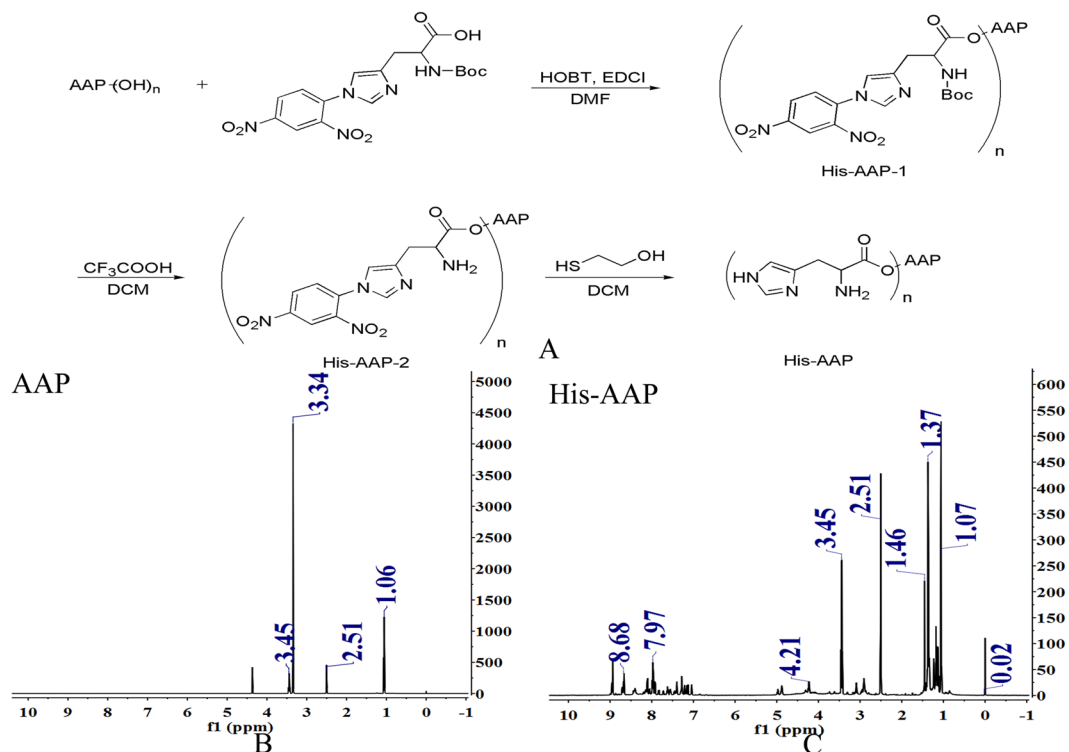 AAP-(OH)n + OH O HN Boc N N O2N NO2
HOBT, EDCI
DMF
O O AAP HN Boc N N O2N NO2 n
His-AAP-1
CF3COOH
DCM
O O AAP NH2 N N O2N NO2 n
His-AAP-2
HS OH
DCM
HN N NH2 O O AAP n
His-AAP
A
AAP
3.34
3.45
2.51
1.06
5000
4500
4000
3500
3000
2500
2000
1500
1000
500
0
10 9 8 7 6 5 4 3 2 1 0 -1
f1 (ppm)
B
His-AAP
8.68
7.97
4.21
3.45
2.51
1.46
1.37
1.07
0.02
600
550
500
450
400
350
300
250
200
150
100
50
0
10 9 8 7 6 5 4 3 2 1 0 -1
f1 (ppm)
C